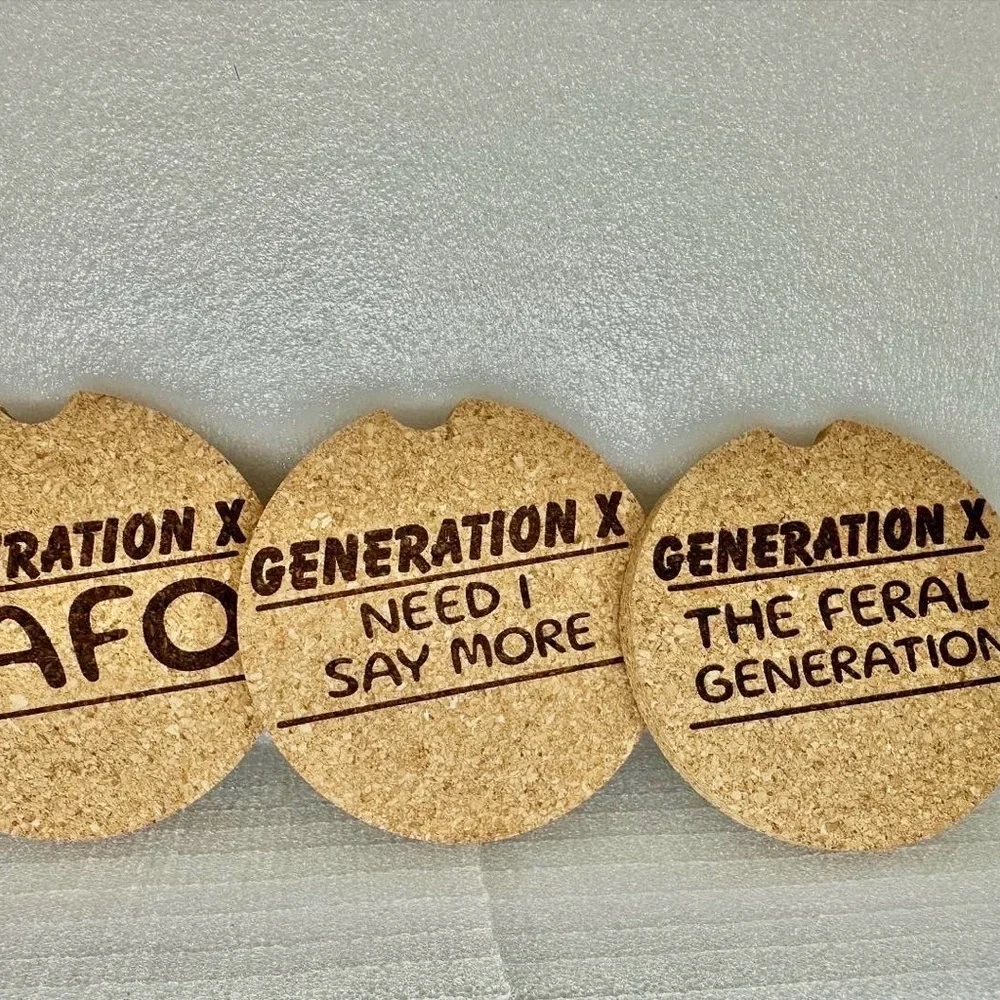 RATION X
AFO
GENERATION X
NEED I
SAY MORE
GENERATION X
THE FERAL
GENERATION